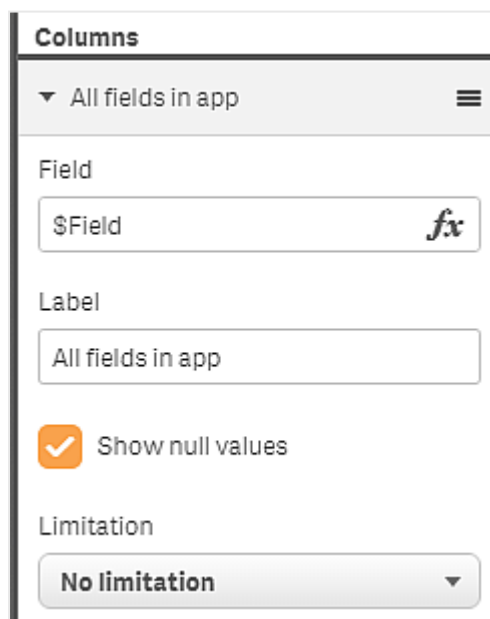 Columns
All fields in app
Field
$Field fx
Label
All fields in app
Show null values
Limitation
No limitation